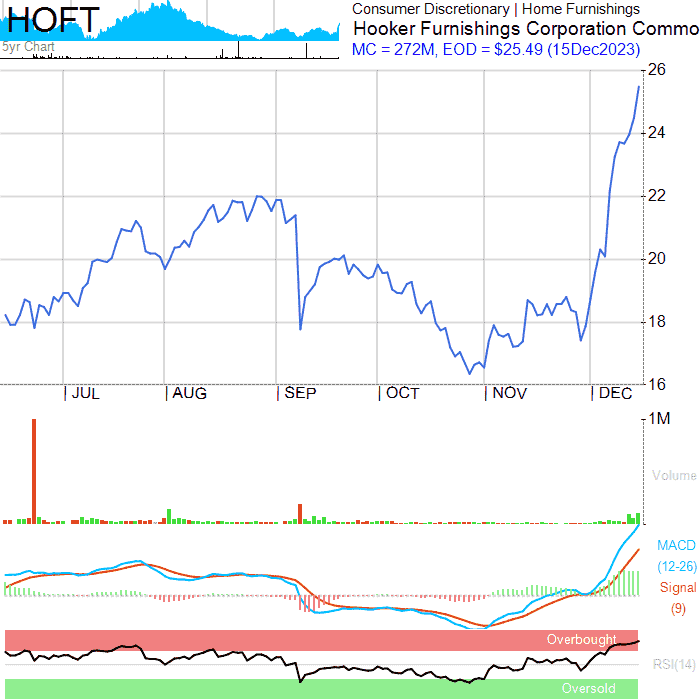 HOFT
5yr Chart
Consumer Discretionary | Home Furnishings
Hooker Furnishings Corporation Commo
MC = 272M, EOD = $25.49 (15Dec2023)
26
24
22
20
18
16
JUL AUG SEP OCT NOV DEC
1M
Volume
MACD
(12-26)
Signal
(9)
Overbought
RSI(14)
Oversold